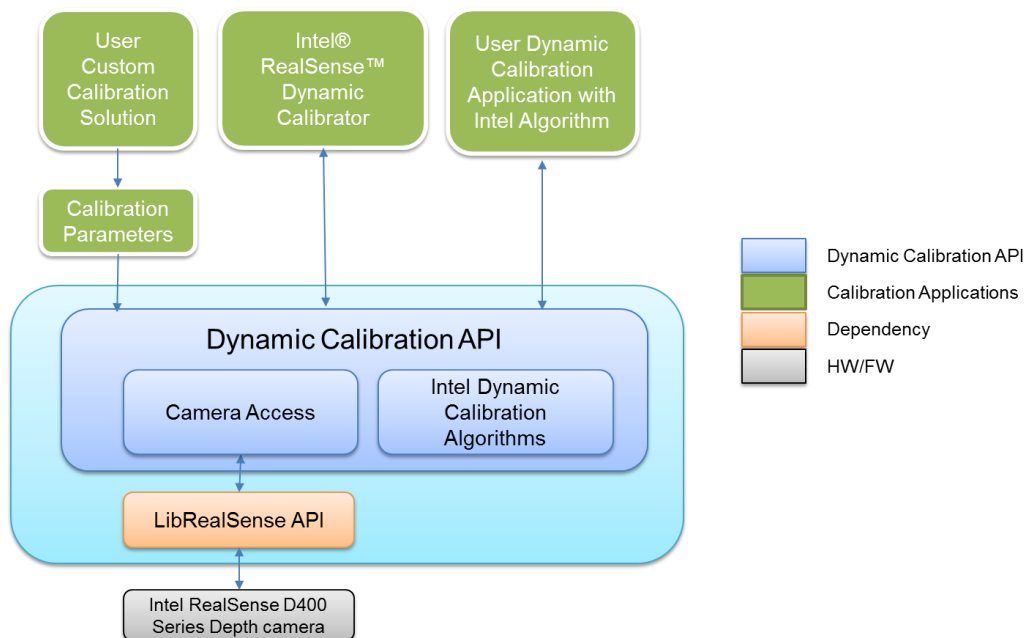 User
Custom
Calibration
Solution
Intel®
RealSense™
Dynamic
Calibrator
User Dynamic
Calibration
Application with
Intel Algorithm
Calibration
Parameters
Dynamic Calibration API
Camera Access
Intel Dynamic
Calibration
Algorithms
LibRealSense API
Intel RealSense D400
Series Depth camera
Dynamic Calibration API
Calibration Applications
Dependency
HW/FW